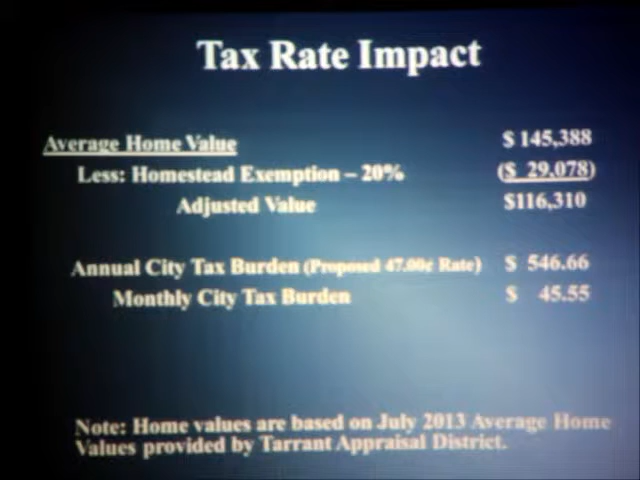 Tax Rate Impact
Average Home Value $ 145,388
Less: Homestead Exemption – 20% ($ 29,078)
Adjusted Value $116,310
Annual City Tax Burden (Proposed 47.00¢ Rate) $ 546.66
Monthly City Tax Burden $ 45.55
Note: Home values are based on July 2013 Average Home
Values provided by Tarrant Appraisal District.